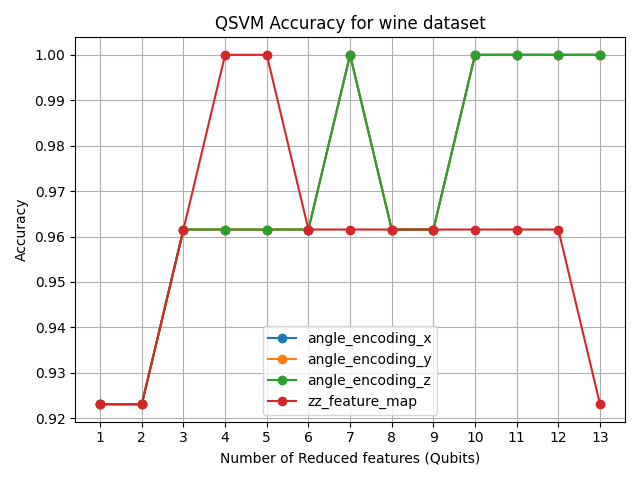 QSVM Accuracy for wine dataset
Accuracy
1.00
0.99
0.98
0.97
0.96
0.95
0.94
0.93
0.92
angle_encoding_x
angle_encoding_y
angle_encoding_z
zz_feature_map
1 2 3 4 5 6 7 8 9 10 11 12 13
Number of Reduced features (Qubits)